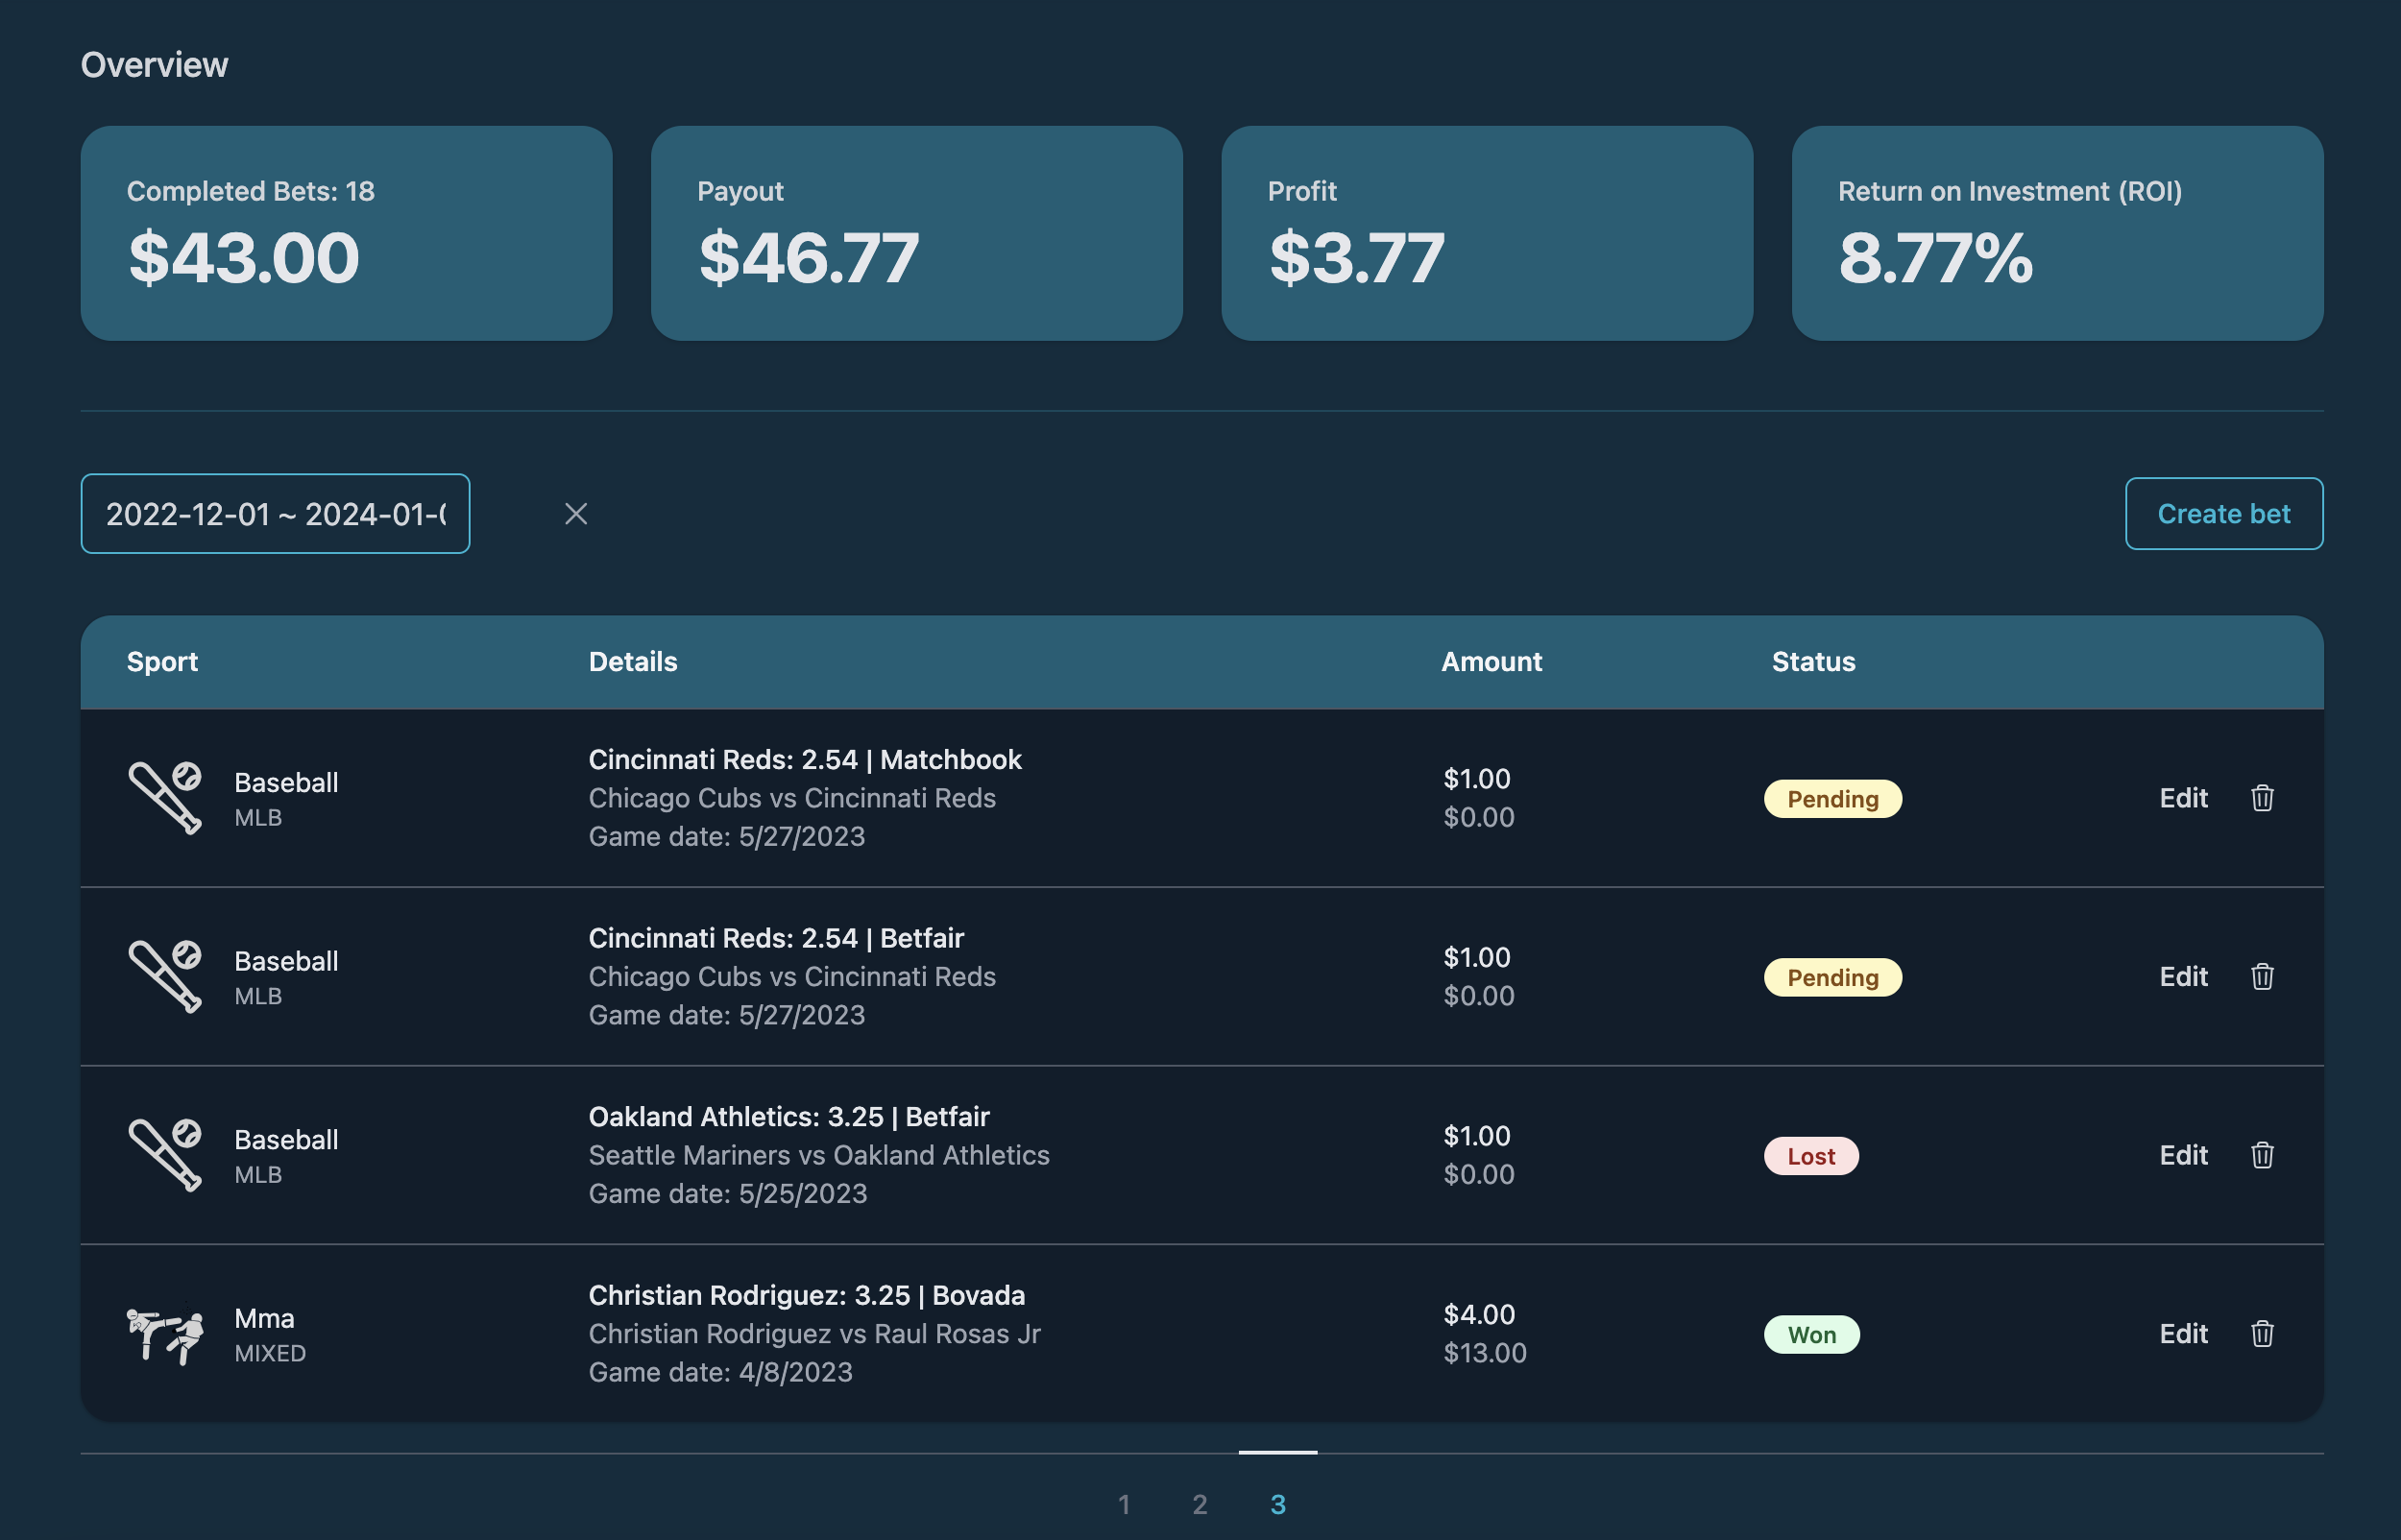 Overview
Completed Bets: 18
$43.00
Payout
$46.77
Profit
$3.77
Return on Investment (ROI)
8.77%
2022-12-01 ~ 2024-01-
Create bet
Sport Details Amount Status
Baseball
MLB
Cincinnati Reds: 2.54 | Matchbook
Chicago Cubs vs Cincinnati Reds
Game date: 5/27/2023
$1.00
$0.00
Pending
Edit
Baseball
MLB
Cincinnati Reds: 2.54 | Betfair
Chicago Cubs vs Cincinnati Reds
Game date: 5/27/2023
$1.00
$0.00
Pending
Edit
Baseball
MLB
Oakland Athletics: 3.25 | Betfair
Seattle Mariners vs Oakland Athletics
Game date: 5/25/2023
$1.00
$0.00
Lost
Edit
Mma
MIXED
Christian Rodriguez: 3.25 | Bovada
Christian Rodriguez vs Raul Rosas Jr
Game date: 4/8/2023
$4.00
$13.00
Won
Edit
1 2 3